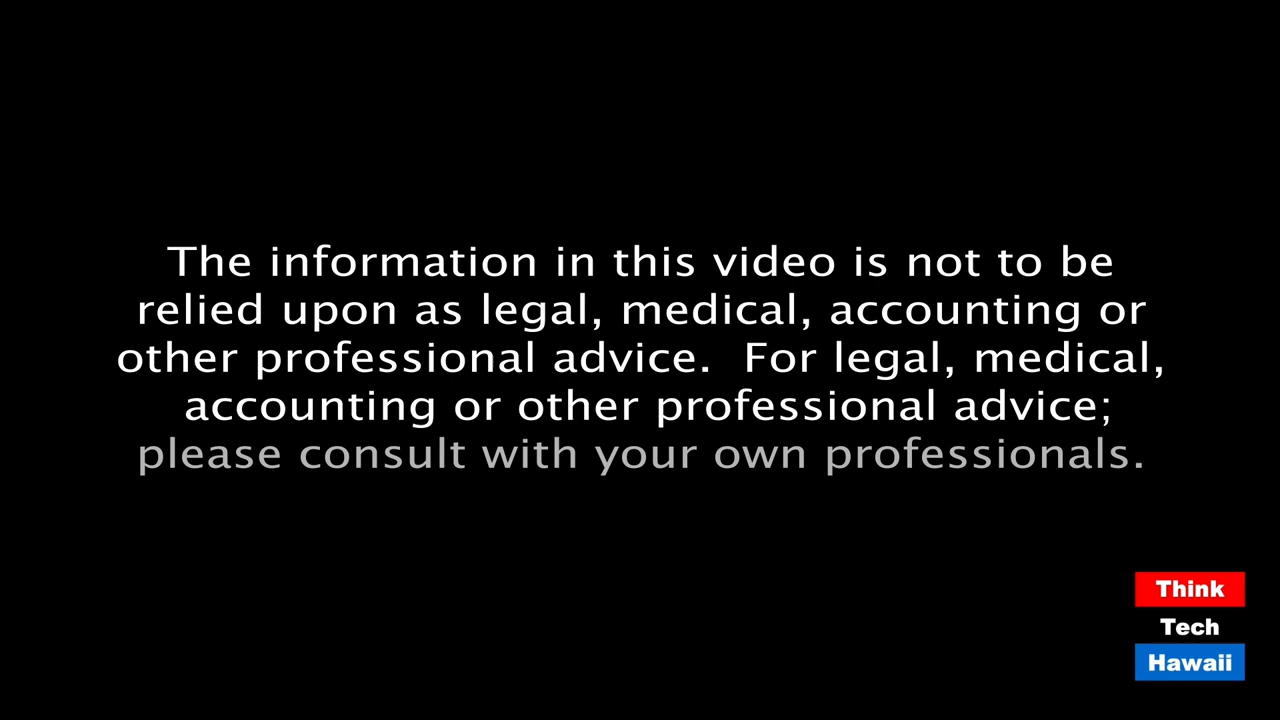 The information in this video is not to be
relied upon as legal, medical, accounting or
other professional advice.  For legal, medical,
accounting or other professional advice;
please consult with your own professionals.
Think
Tech
Hawaii